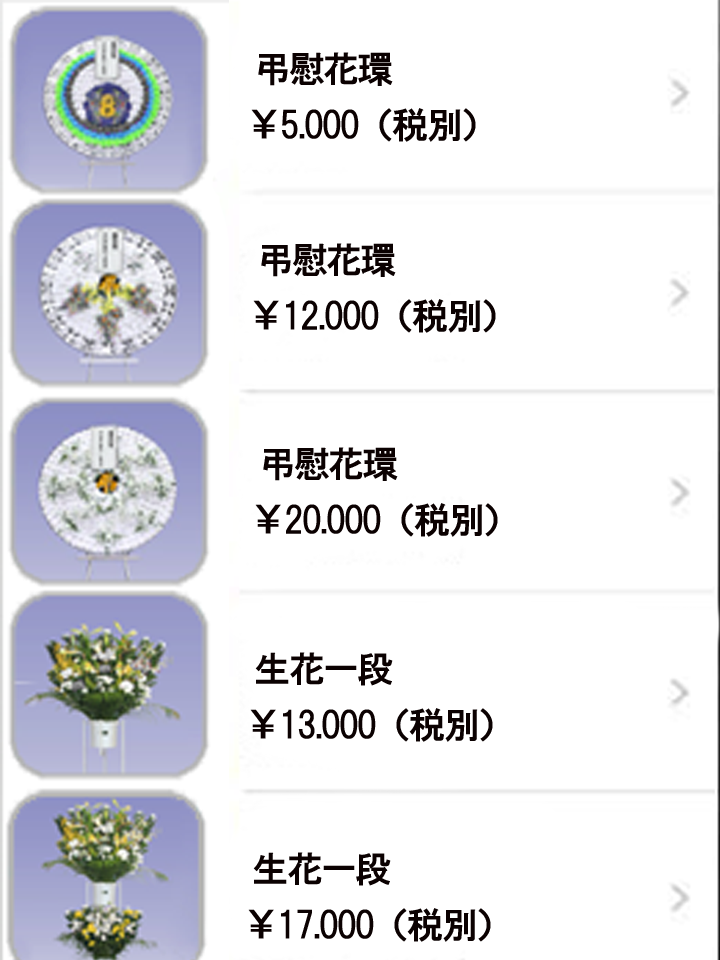 弔慰花環
￥5.000（税別）
弔慰花環
￥12.000（税別）
弔慰花環
￥20.000（税別）
生花一段
￥13.000（税別）
生花一段
￥17.000（税別）